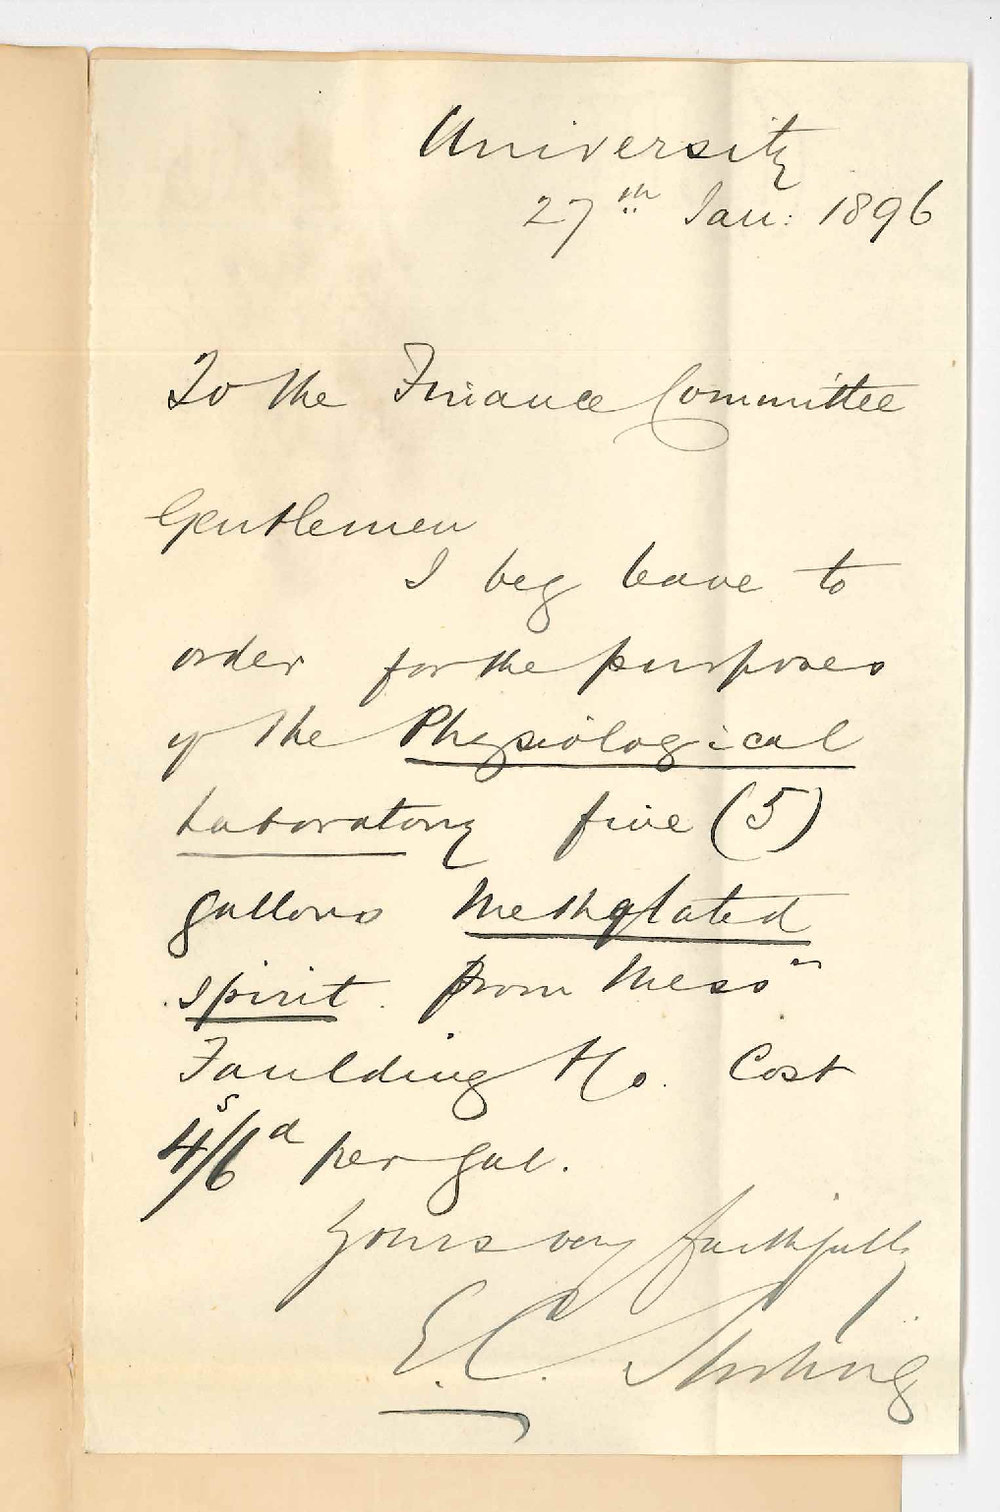 University
27th Jan: 1896
To the Finance Committee
Gentlemen
I beg leave to
order for the purposes
of the Physiological
Laboratory five (5)
gallons Methylated
spirit. from Messrs
Faulding & Co. Cost
4s/6d per gal.
Yours very faithfully
E. C. Stirling